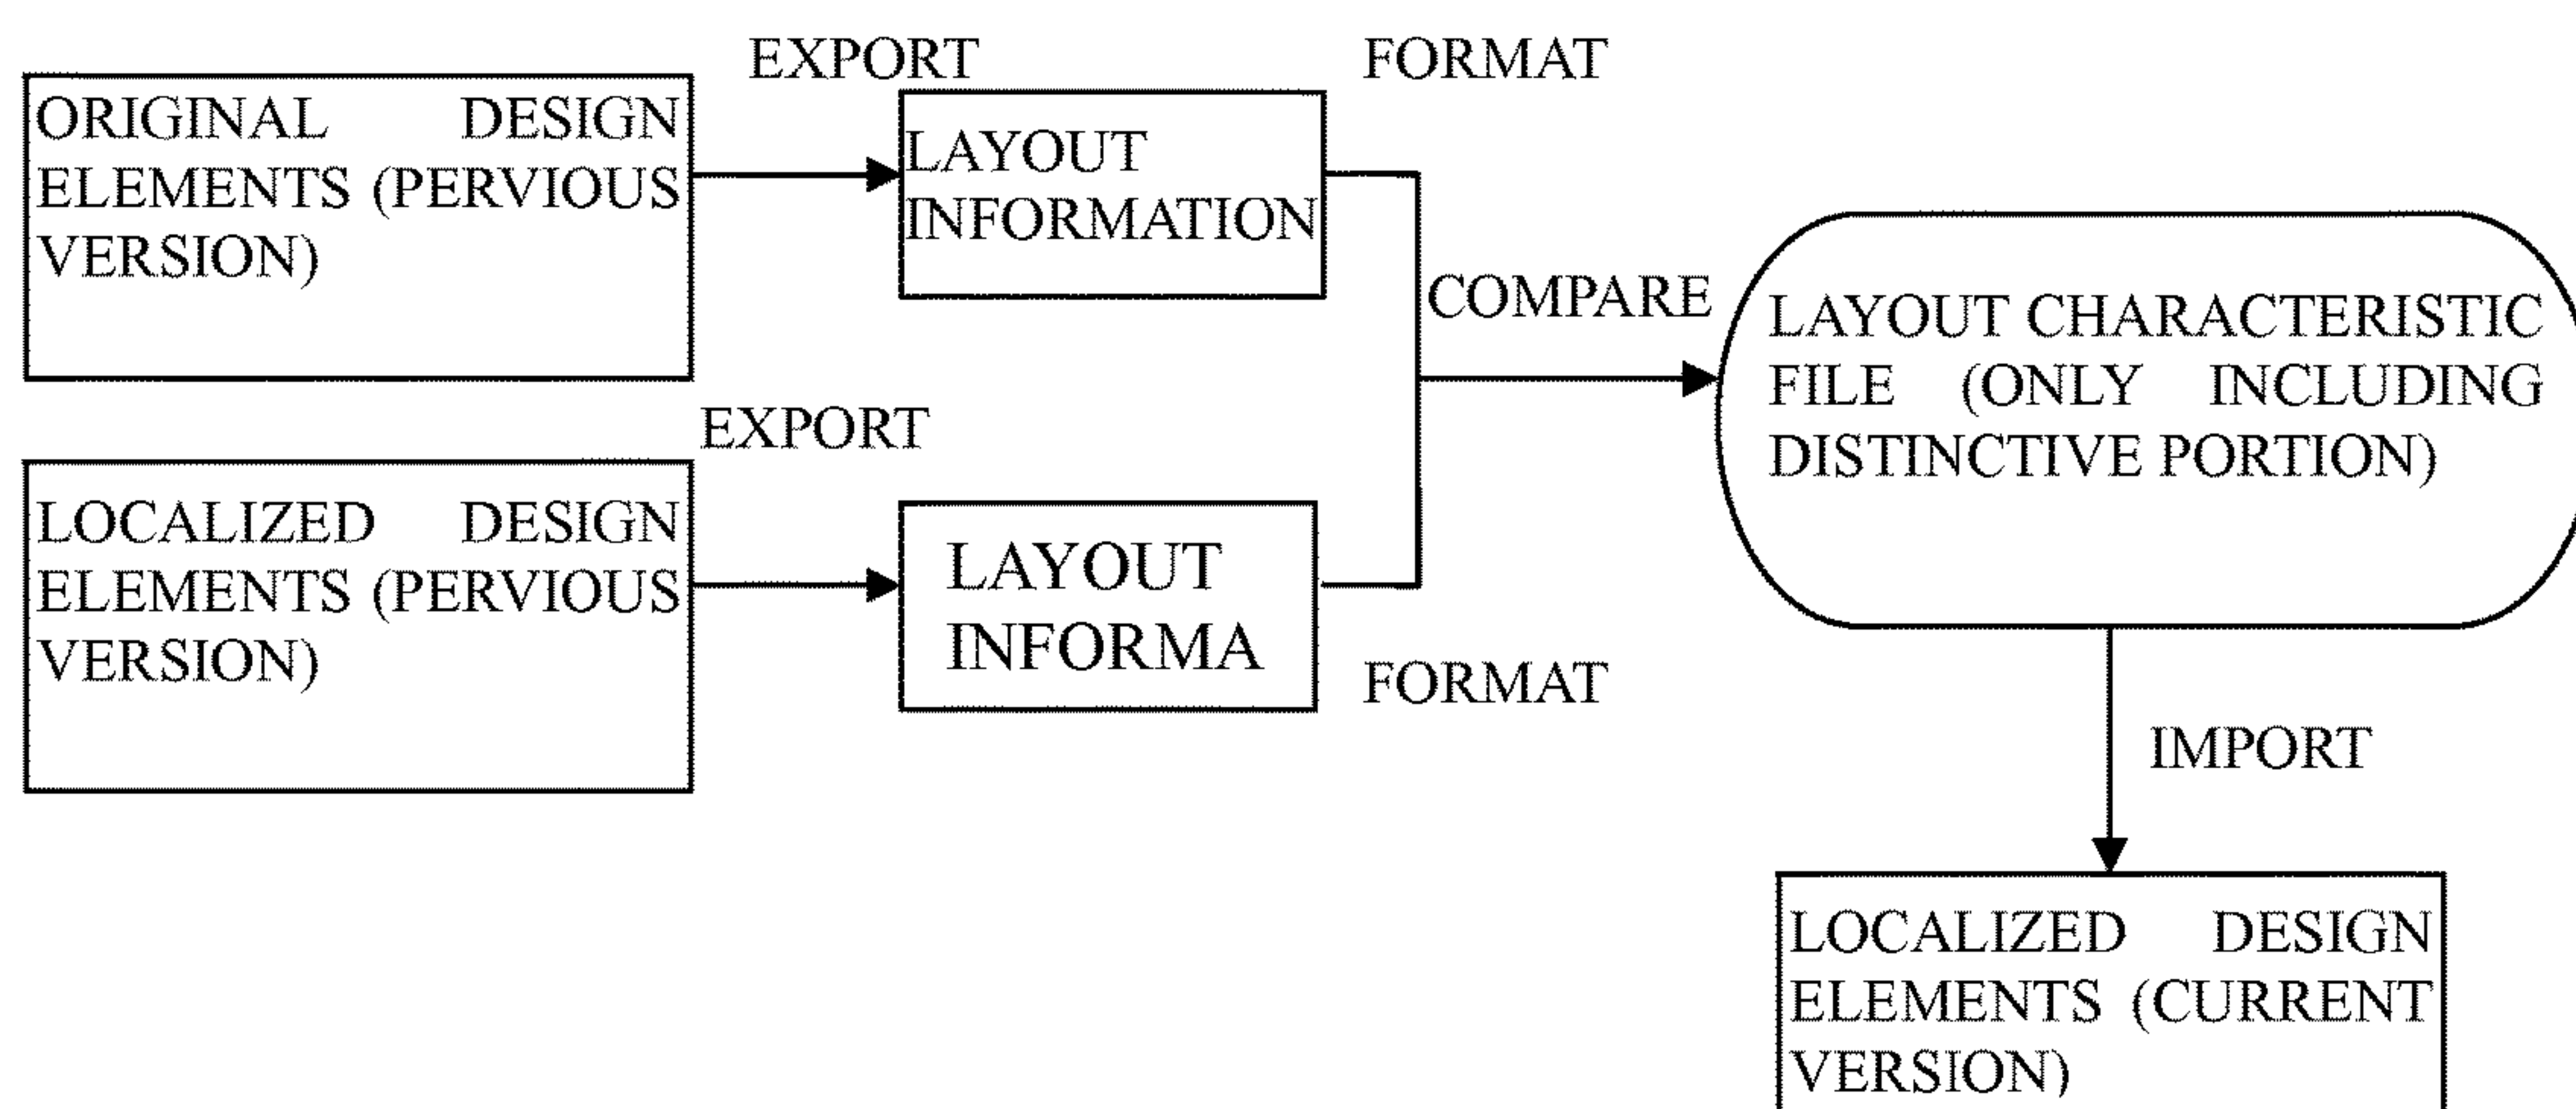 EXPORT
FORMAT
ORIGINAL DESIGN
ELEMENTS (PERVIOUS
VERSION)
LAYOUT
INFORMATION
COMPARE
LAYOUT CHARACTERISTIC
FILE (ONLY INCLUDING
DISTINCTIVE PORTION)
EXPORT
LOCALIZED DESIGN
ELEMENTS (PERVIOUS
VERSION)
LAYOUT
INFORMA
FORMAT
IMPORT
LOCALIZED DESIGN
ELEMENTS (CURRENT
VERSION)